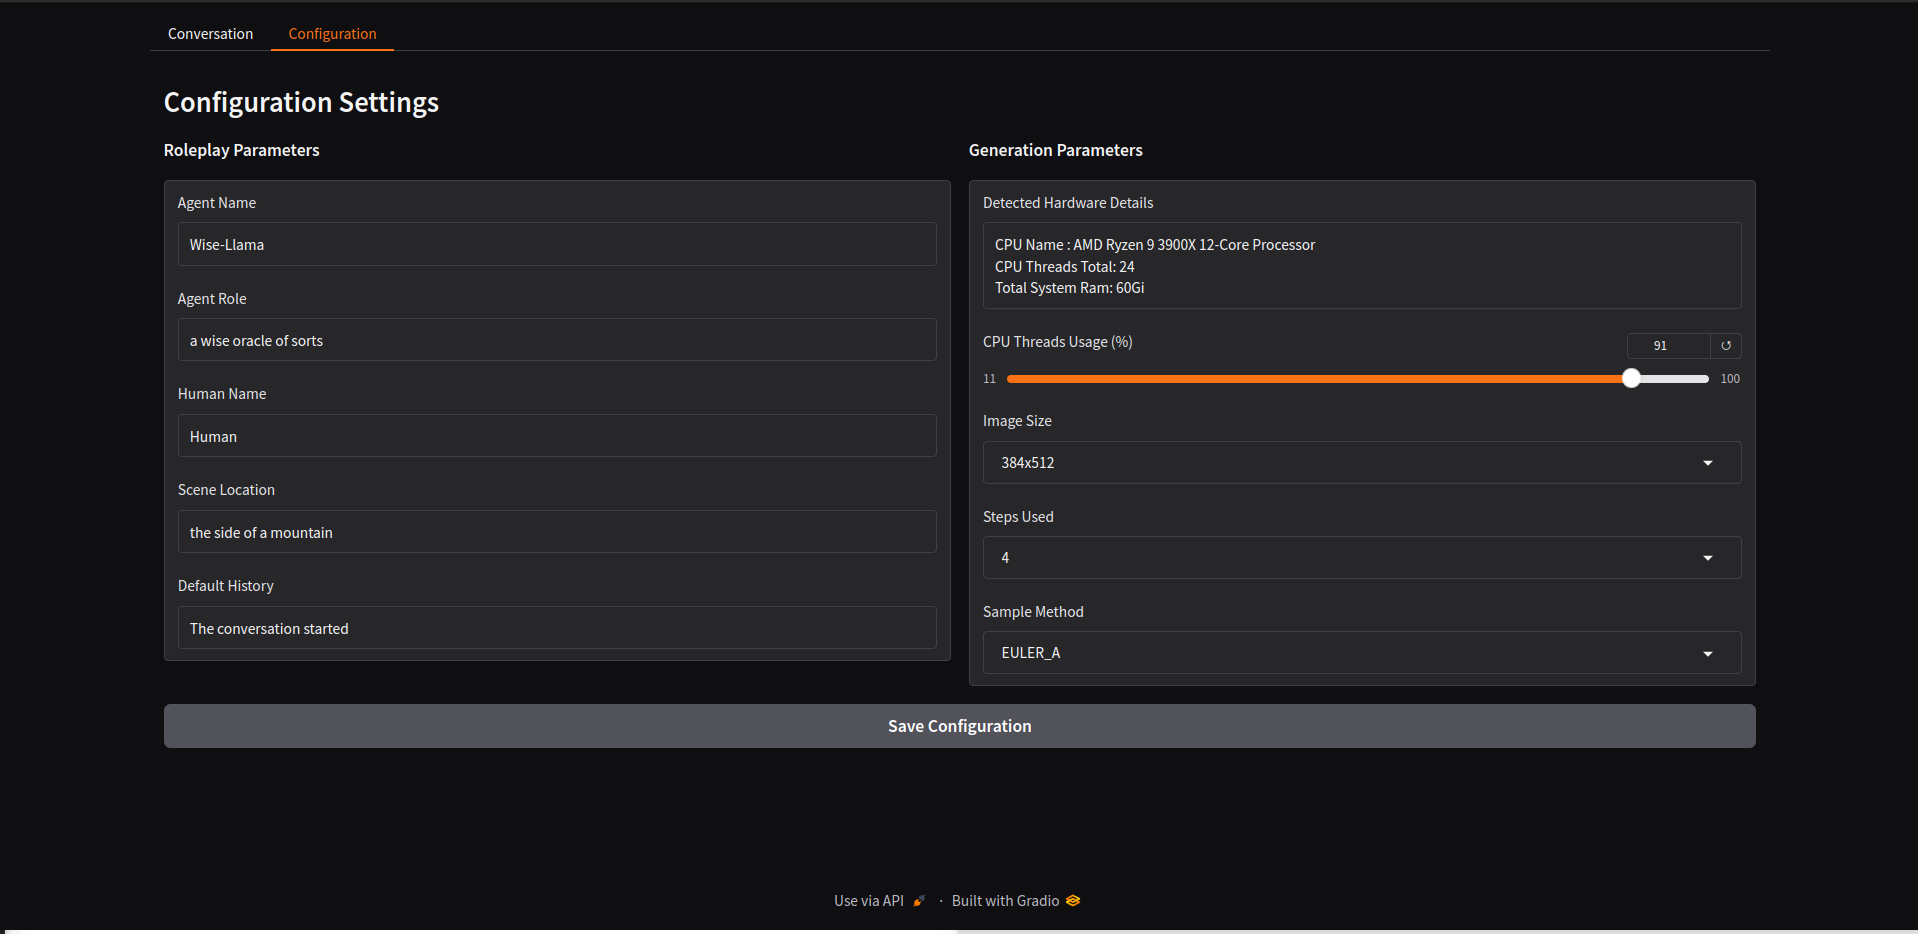 Conversation
Configuration
Configuration Settings
Roleplay Parameters
Agent Name
Wise-Llama
Agent Role
a wise oracle of sorts
Human Name
Human
Scene Location
the side of a mountain
Default History
The conversation started
Generation Parameters
Detected Hardware Details
CPU Name : AMD Ryzen 9 3900X 12-Core Processor
CPU Threads Total: 24
Total System Ram: 60Gi
CPU Threads Usage (%)
91
11
100
Image Size
384x512
Steps Used
4
Sample Method
EULER_A
Save Configuration
Use via API · Built with Gradio